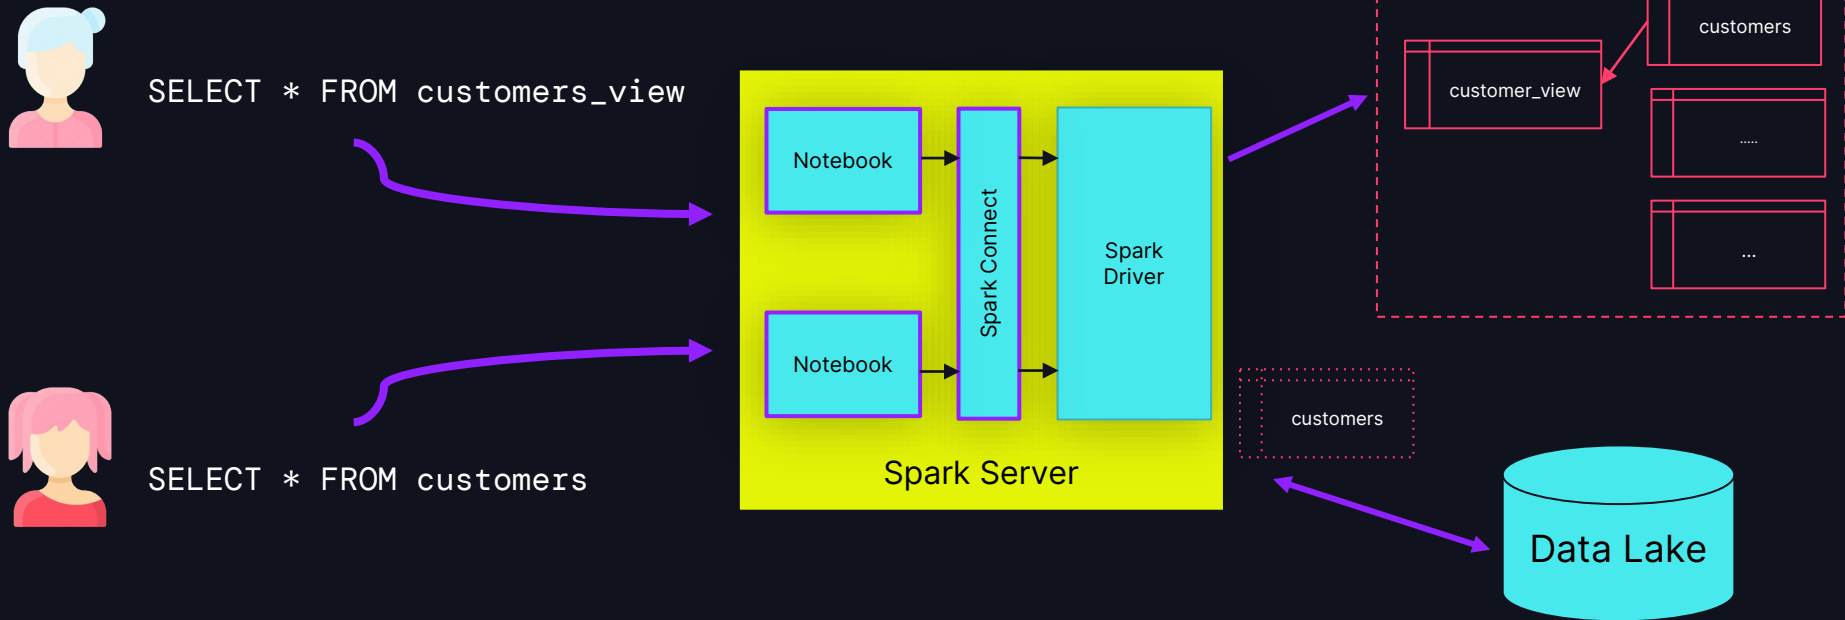 SELECT * FROM customers_view
Notebook
Notebook
Spark Connect
Spark
Driver
Spark Server
SELECT * FROM customers
customers
customer_view
.....
...
customers
Data Lake